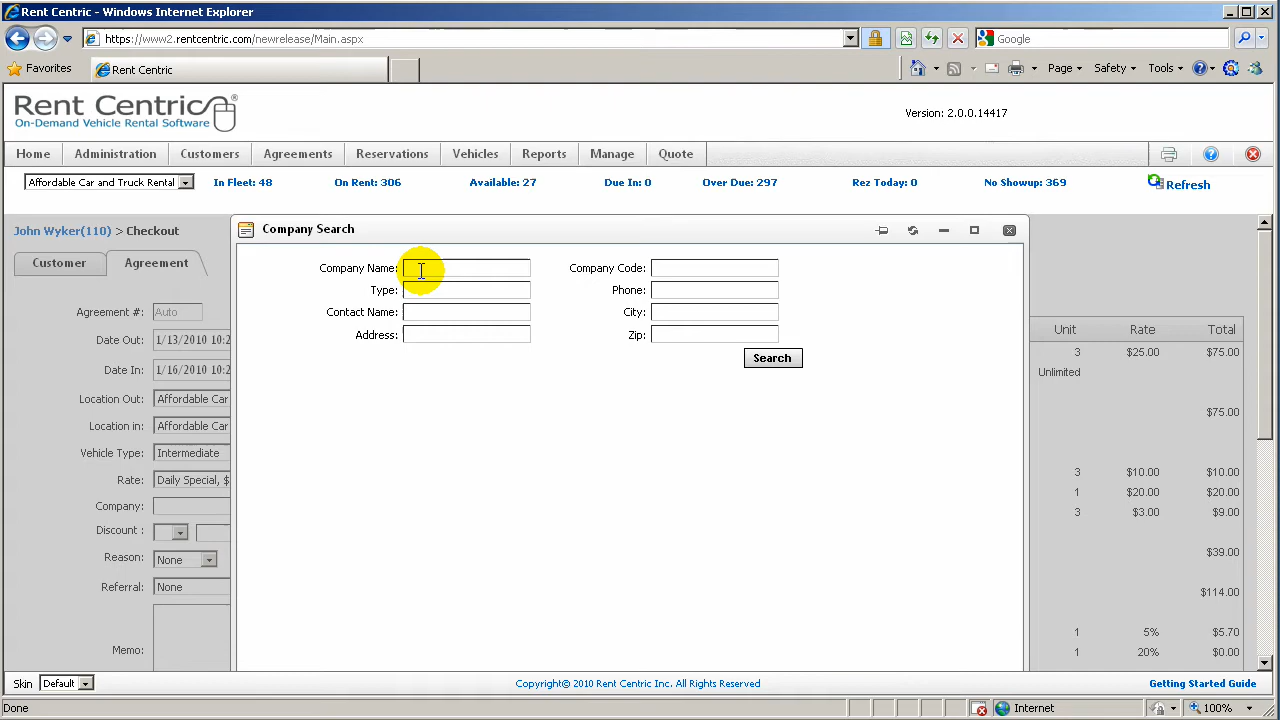 Rent Centric - Windows Internet Explorer
https://www2.rentcentric.com/newrelease/Main.aspx
Google
Favorites
Rent Centric
Page
Safety
Tools
Rent Centric
On-Demand Vehicle Rental Software
Version: 2.0.0.14417
Home
Administration
Customers
Agreements
Reservations
Vehicles
Reports
Manage
Quote
Affordable Car and Truck Rental
In Fleet: 48
On Rent: 306
Available: 27
Due In: 0
Over Due: 297
Rez Today: 0
No Showup: 369
Refresh
John Wyker(110) > Checkout
Customer
Agreement
Agreement #: Auto
Date Out: 1/13/2010 10:2
Date In: 1/16/2010 10:2
Location Out: Affordable Car
Location in: Affordable Car
Vehicle Type: Intermediate
Rate: Daily Special, $
Company:
Discount :
Reason: None
Referral: None
Memo:
Company Search
Company Name:
Company Code:
Type:
Phone:
Contact Name:
City:
Address:
Zip:
Search
Unit Rate Total
3 $25.00 $75.00
Unlimited
$75.00
3 $10.00 $10.00
1 $20.00 $20.00
3 $3.00 $9.00
$39.00
$114.00
1 5% $5.70
1 20% $0.00
Skin Default
Copyright© 2010 Rent Centric Inc. All Rights Reserved
Getting Started Guide
Done
Internet
100%